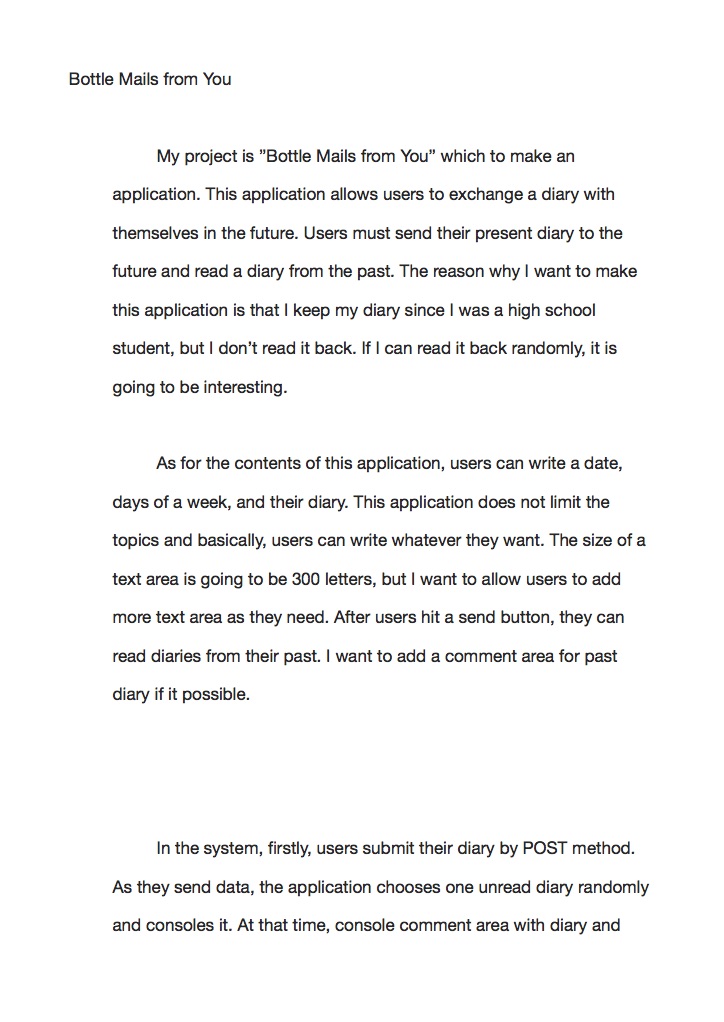 Bottle Mails from You
My project is ”Bottle Mails from You” which to make an
application. This application allows users to exchange a diary with
themselves in the future. Users must send their present diary to the
future and read a diary from the past. The reason why I want to make
this application is that I keep my diary since I was a high school
student, but I don’t read it back. If I can read it back randomly, it is
going to be interesting.
As for the contents of this application, users can write a date,
days of a week, and their diary. This application does not limit the
topics and basically, users can write whatever they want. The size of a
text area is going to be 300 letters, but I want to allow users to add
more text area as they need. After users hit a send button, they can
read diaries from their past. I want to add a comment area for past
diary if it possible.
In the system, firstly, users submit their diary by POST method.
As they send data, the application chooses one unread diary randomly
and consoles it. At that time, console comment area with diary and